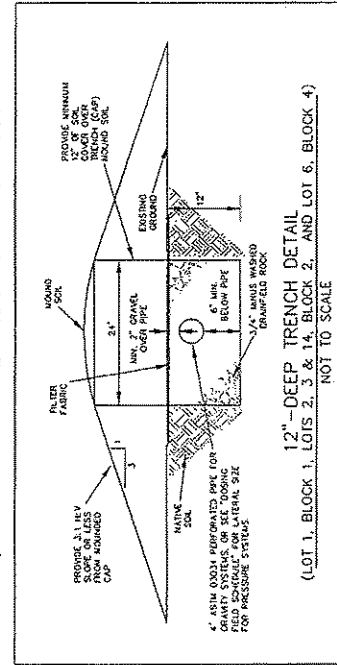 PROVIDE 3:1 H:V
SLOPE OR LESS
FROM MOUNDED
CAP
MOUND SOIL
PROVIDE MINIMUM
12" OF SOIL
COVER OVER
TRENCH (CAP)
MOUND SOIL
1
3
FILTER
FABRIC
24"
MIN. 2" GRAVEL
OVER PIPE
EXISTING
GROUND
NATIVE
SOIL
12"
6" MIN.
BELOW PIPE
4" ASTM D3034 PERFORATED PIPE FOR
GRAVITY SYSTEMS, OR SEE "DOSING
FIELD SCHEDULE" FOR LATERAL SIZE
FOR PRESSURE SYSTEMS.
3/4" MINUS WASHED
DRAINFIELD ROCK
12"-DEEP TRENCH DETAIL
(LOT 1, BLOCK 1, LOTS 2, 3 & 14, BLOCK 2, AND LOT 6, BLOCK 4)
NOT TO SCALE